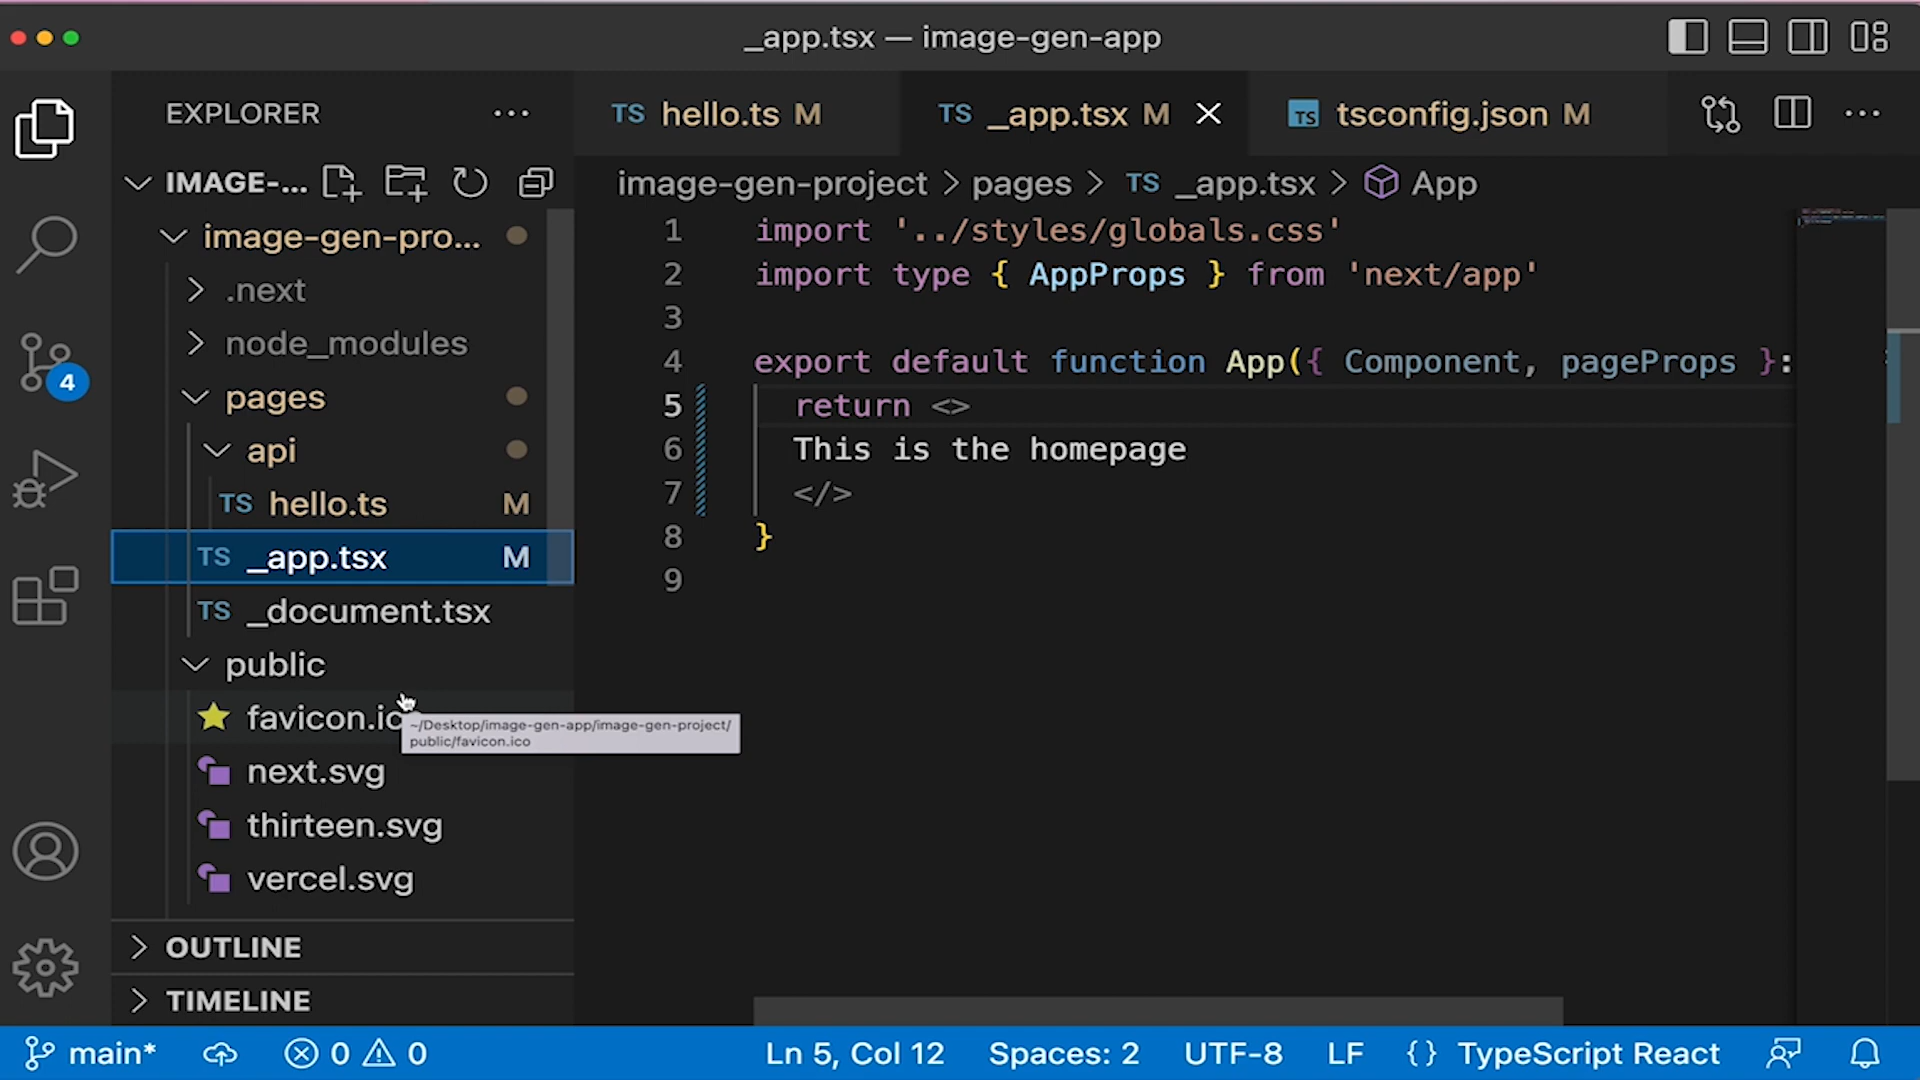 _app.tsx — image-gen-app
EXPLORER
IMAGE-...
image-gen-pro...
.next
node_modules
pages
api
TS hello.ts M
TS _app.tsx M
TS _document.tsx
public
favicon.ic
~/Desktop/image-gen-app/image-gen-project/
public/favicon.ico
next.svg
thirteen.svg
vercel.svg
OUTLINE
TIMELINE
4
TS hello.ts M
TS _app.tsx M
TS tsconfig.json M
image-gen-project > pages > TS _app.tsx > App
1 import '../styles/globals.css'
2 import type { AppProps } from 'next/app'
3
4 export default function App({ Component, pageProps }:
5 return <>
6 This is the homepage
7 </>
8 }
9
main* 0 0 Ln 5, Col 12 Spaces: 2 UTF-8 LF {} TypeScript React